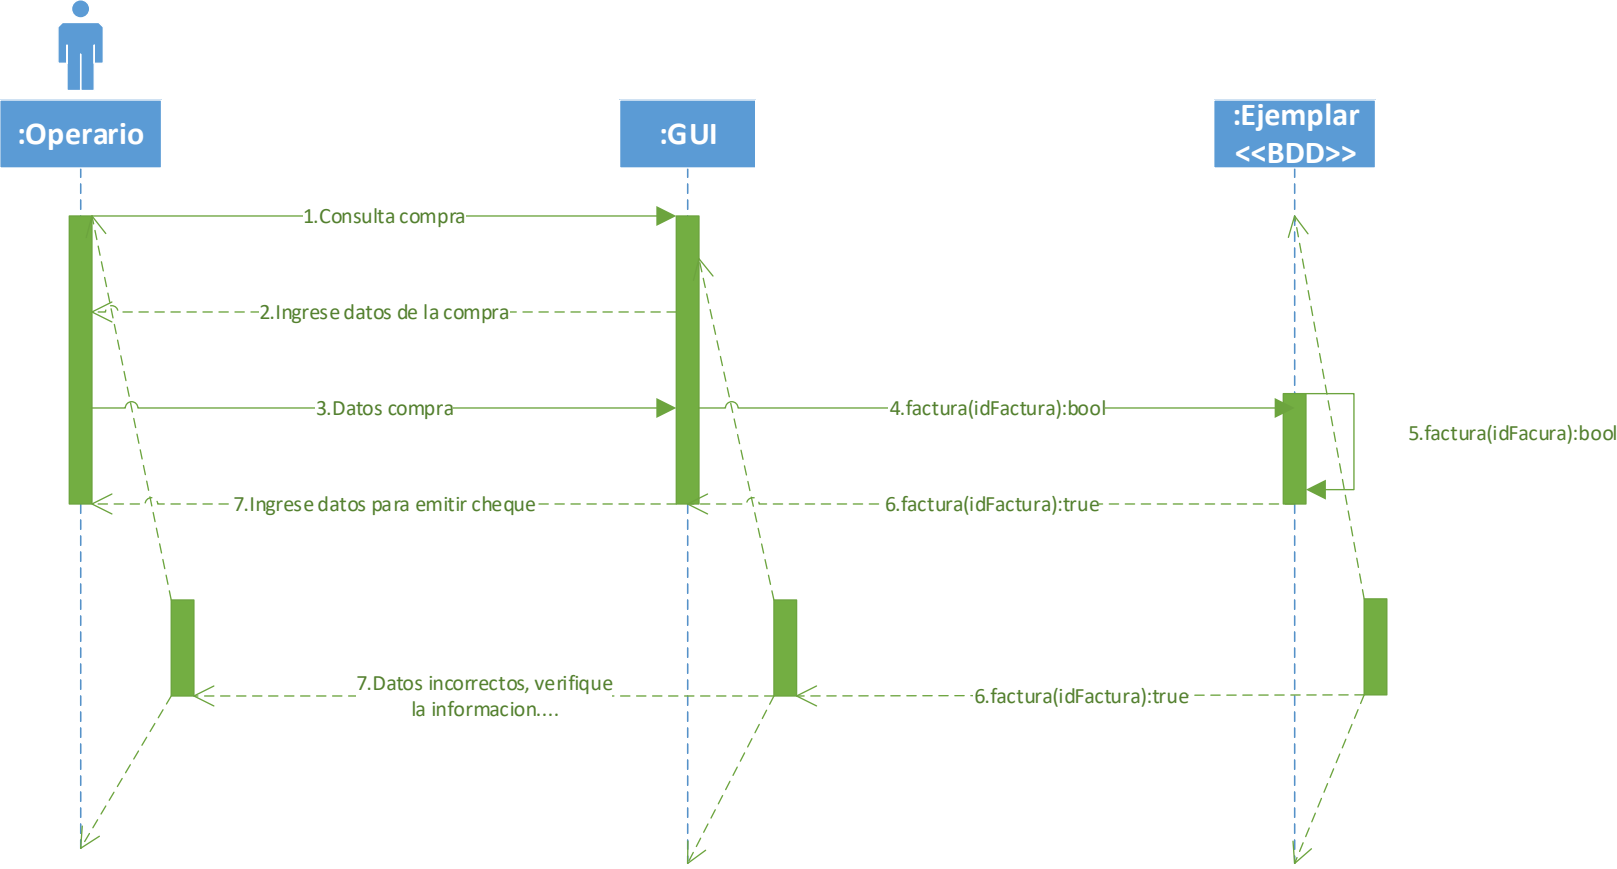 :Operario
:GUI
:Ejemplar
<<BDD>>
1.Consulta compra
2.Ingrese datos de la compra
3.Datos compra
4.factura(idFactura):bool
5.factura(idFacura):bool
7.Ingrese datos para emitir cheque
6.factura(idFactura):true
7.Datos incorrectos, verifique
la informacion....
6.factura(idFactura):true